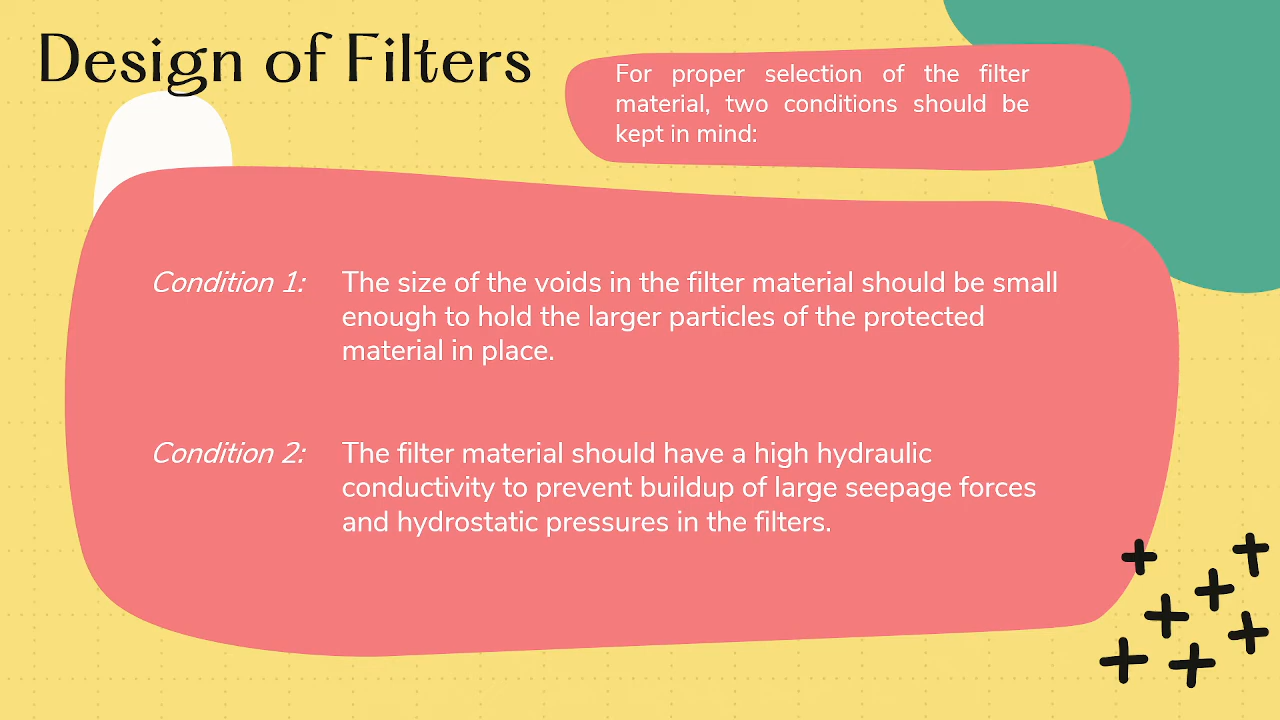 Design of Filters
For proper selection of the filter
material, two conditions should be
kept in mind:
Condition 1: The size of the voids in the filter material should be small
enough to hold the larger particles of the protected
material in place.
Condition 2: The filter material should have a high hydraulic
conductivity to prevent buildup of large seepage forces
and hydrostatic pressures in the filters.